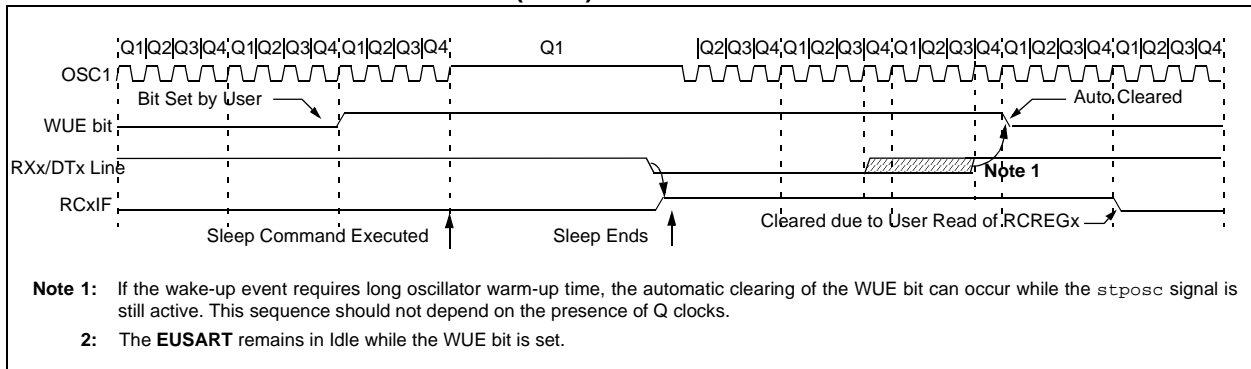 Q1 Q2 Q3 Q4 Q1 Q2 Q3 Q4 Q1 Q2 Q3 Q4 Q1 Q2 Q3 Q4 Q1 Q2 Q3 Q4 Q1 Q2 Q3 Q4 Q1 Q2 Q3 Q4 Q1 Q2 Q3 Q4
OSC1
Bit Set by User
Auto Cleared
WUE bit
RXx/DTx Line
Note 1
RCxIF
Cleared due to User Read of RCREGx
Sleep Command Executed
Sleep Ends
Note 1: If the wake-up event requires long oscillator warm-up time, the automatic clearing of the WUE bit can occur while the stposc signal is
still active. This sequence should not depend on the presence of Q clocks.
2: The EUSART remains in Idle while the WUE bit is set.